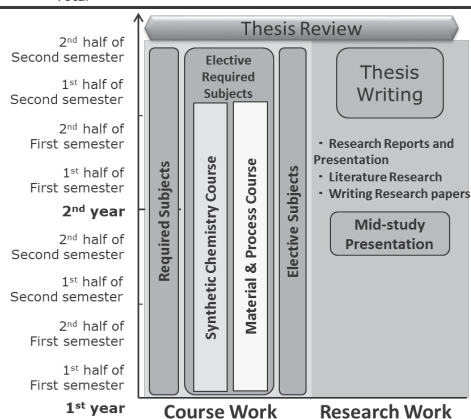 Thesis Review
2nd half of
Second semester
1st half of
Second semester
2nd half of
First semester
1st half of
First semester
2nd year
2nd half of
Second semester
1st half of
Second semester
2nd half of
First semester
1st half of
First semester
1st year
Required Subjects
Elective
Required
Subjects
Synthetic Chemistry Course
Material & Process Course
Elective Subjects
Thesis
Writing
・Research Reports and
Presentation
・Literature Research
・Writing Research papers
Mid-study
Presentation
Course Work
Research Work